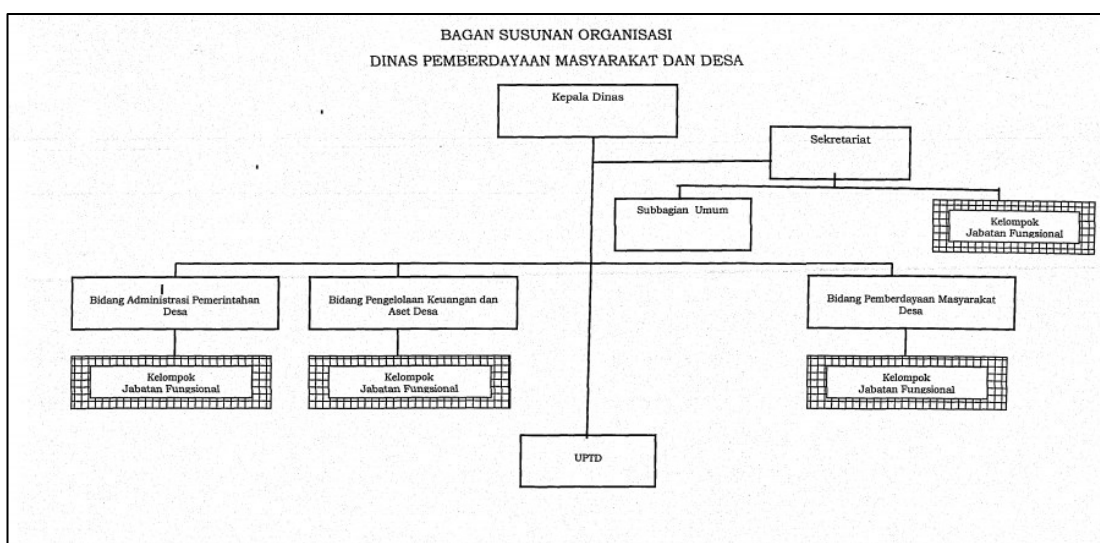 BAGAN SUSUNAN ORGANISASI
DINAS PEMBERDAYAAN MASYARAKAT DAN DESA
Kepala Dinas
Sekretariat
Subbagian Umum
Kelompok
Jabatan Fungsional
Bidang Administrasi Pemerintahan
Desa
Bidang Pengelolaan Keuangan dan
Aset Desa
Bidang Pemberdayaan Masyarakat
Desa
Kelompok
Jabatan Fungsional
Kelompok
Jabatan Fungsional
Kelompok
Jabatan Fungsional
UPTD